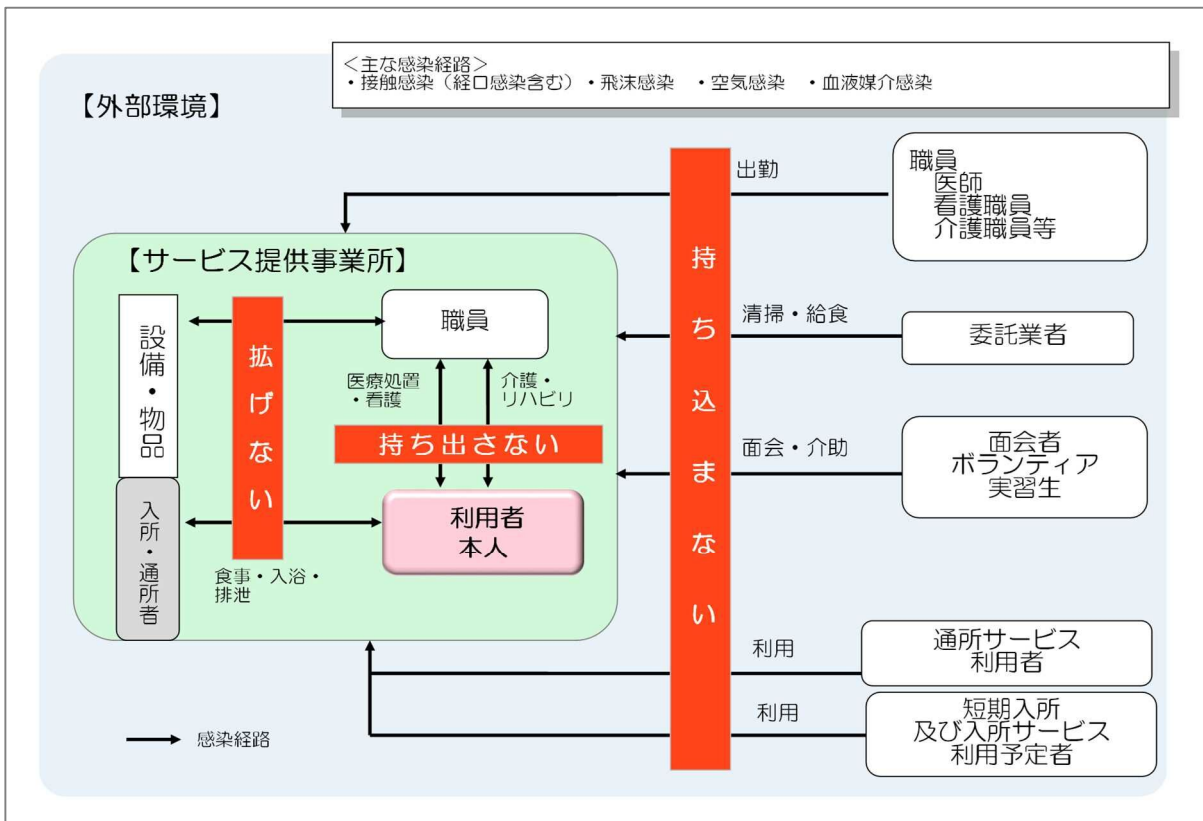 ＜主な感染経路＞
・接触感染（経口感染含む）・飛沫感染　・空気感染　・血液媒介感染
【外部環境】
出勤
職員
医師
看護職員
介護職員等
持ち込まない
【サービス提供事業所】
設備・物品
拡げない
職員
清掃・給食
委託業者
医療処置
・看護
介護・
リハビリ
持ち出さない
面会・介助
面会者
ボランティア
実習生
入所・通所者
利用者
本人
食事・入浴・
排泄
利用
通所サービス
利用者
利用
短期入所
及び入所サービス
利用予定者
感染経路